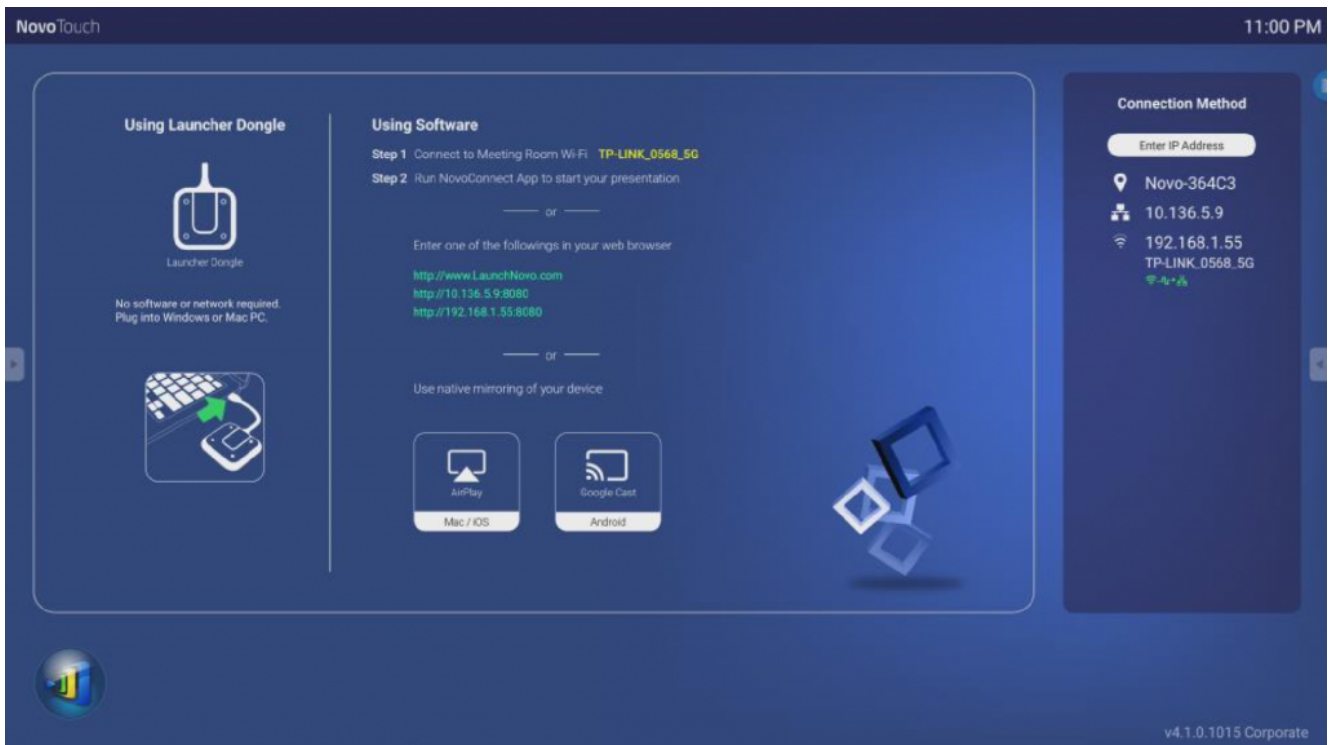 NovoTouch
11:00 PM
Using Launcher Dongle
Launcher Dongle
No software or network required.
Plug into Windows or Mac PC.
Using Software
Step 1 Connect to Meeting Room Wi-Fi TP-LINK_0568_5G
Step 2 Run NovoConnect App to start your presentation
or
Enter one of the followings in your web browser
http://www.LaunchNovo.com
http://10.136.5.9:8080
http://192.168.1.55:8080
or
Use native mirroring of your device
AirPlay
Mac / iOS
Google Cast
Android
Connection Method
Enter IP Address
Novo-364C3
10.136.5.9
192.168.1.55
TP-LINK_0568_5G
v4.1.0.1015 Corporate